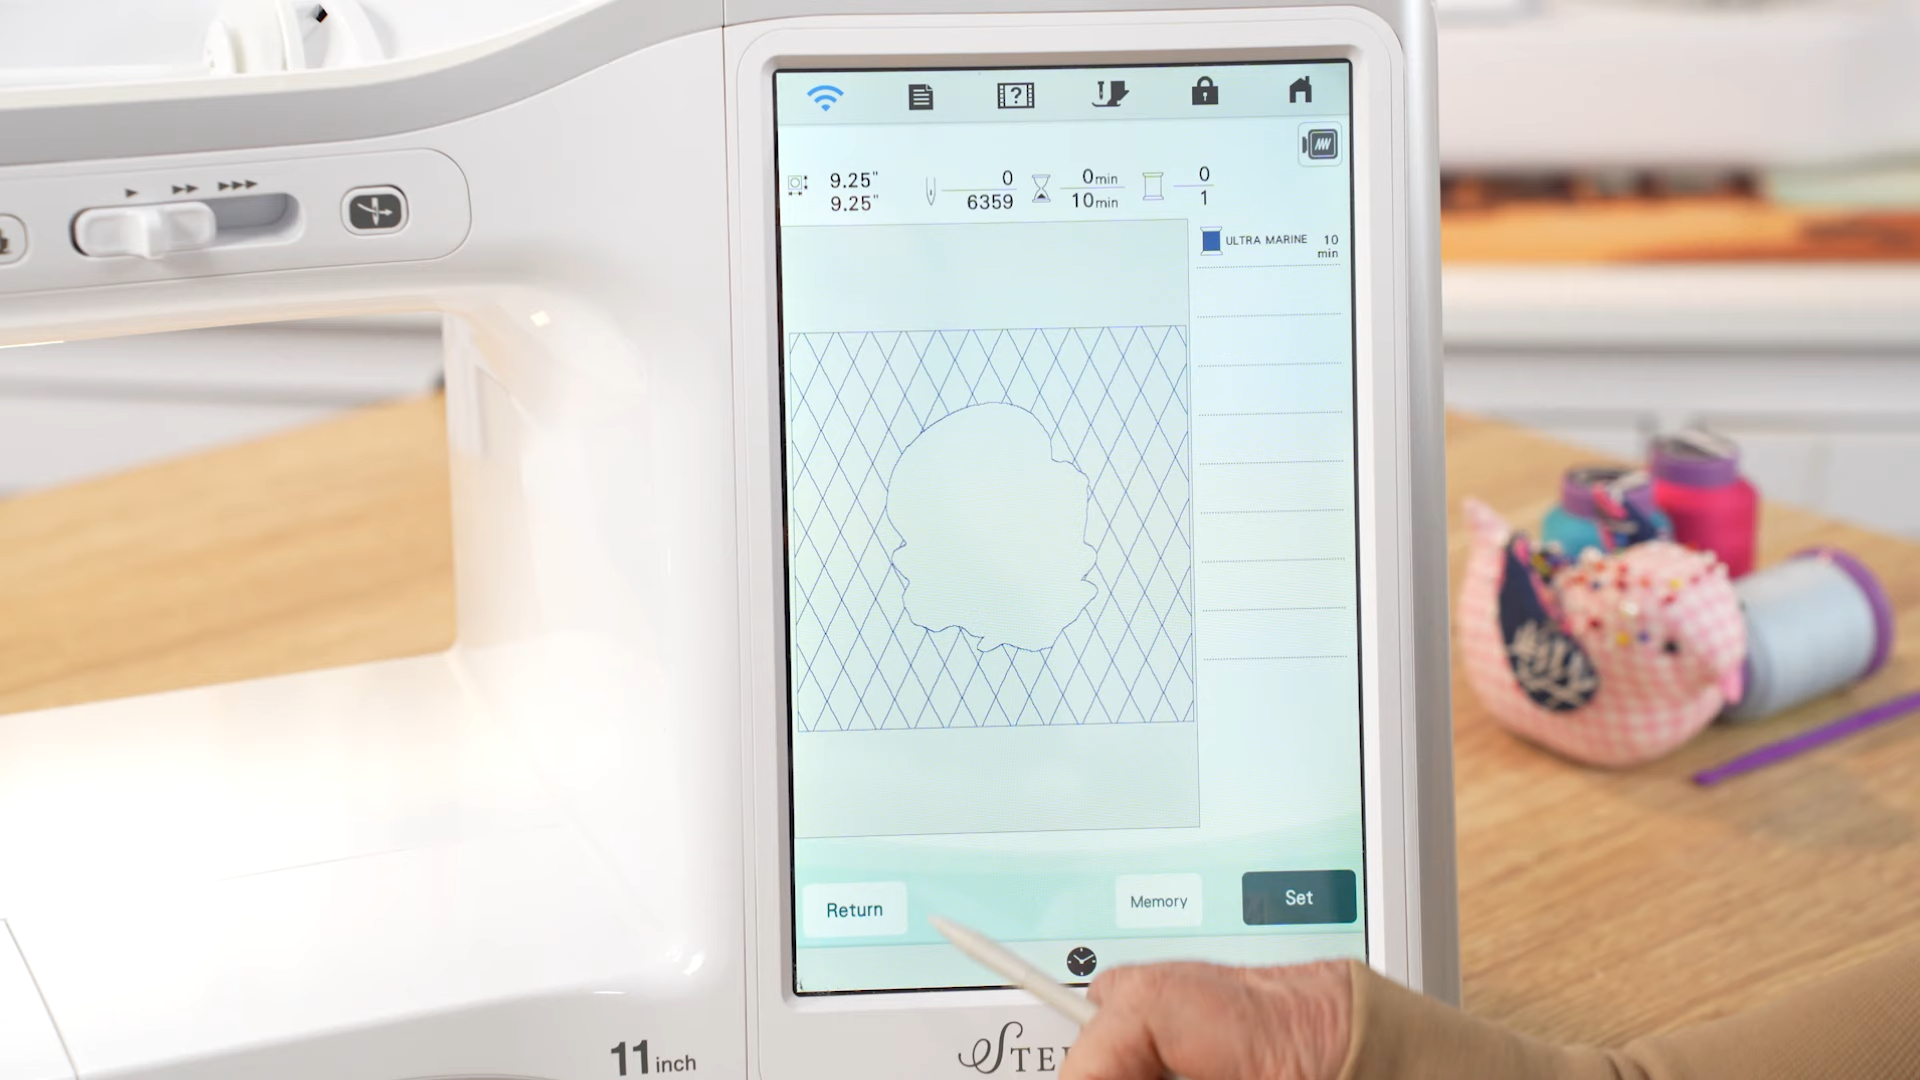 ?
9.25" 0 0min 0
9.25" 6359 10min 1
ULTRA MARINE 10
min
Return Memory Set
11inch